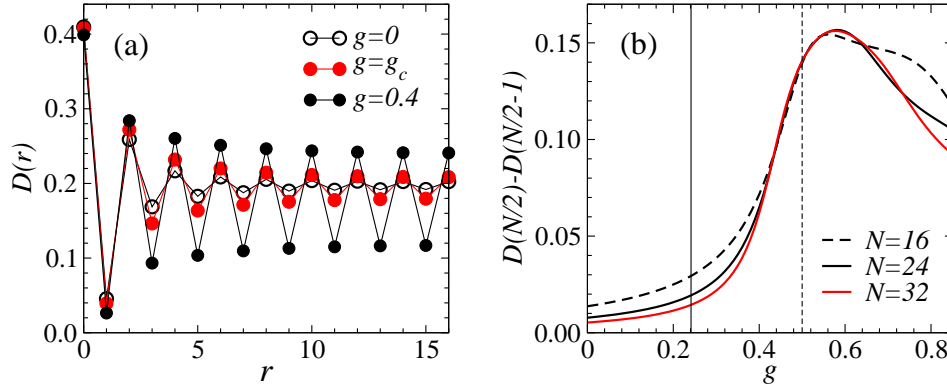 (a)
g=0
g=g_c
g=0.4
D(r)
0.4
0.3
0.2
0.1
0.0
0 5 10 15
r
(b)
D(N/2)-D(N/2-1)
0.15
0.10
0.05
0.00
N=16
N=24
N=32
0 0.2 0.4 0.6 0.8
g